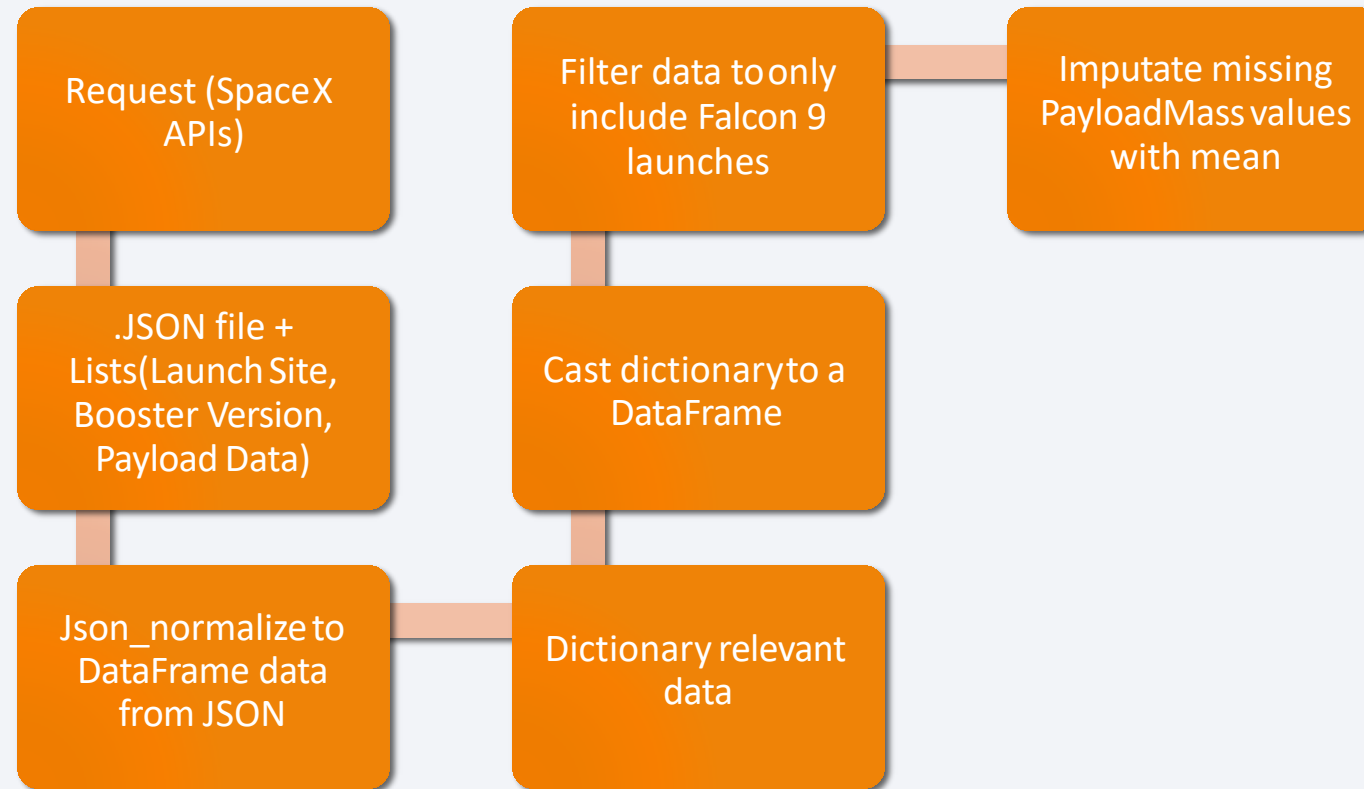 Request (SpaceX
APIs)
.JSON file +
Lists(Launch Site,
Booster Version,
Payload Data)
Json_normalize to
DataFrame data
from JSON
Dictionary relevant
data
Cast dictionary to a
DataFrame
Filter data to only
include Falcon 9
launches
Imputate missing
PayloadMass values
with mean